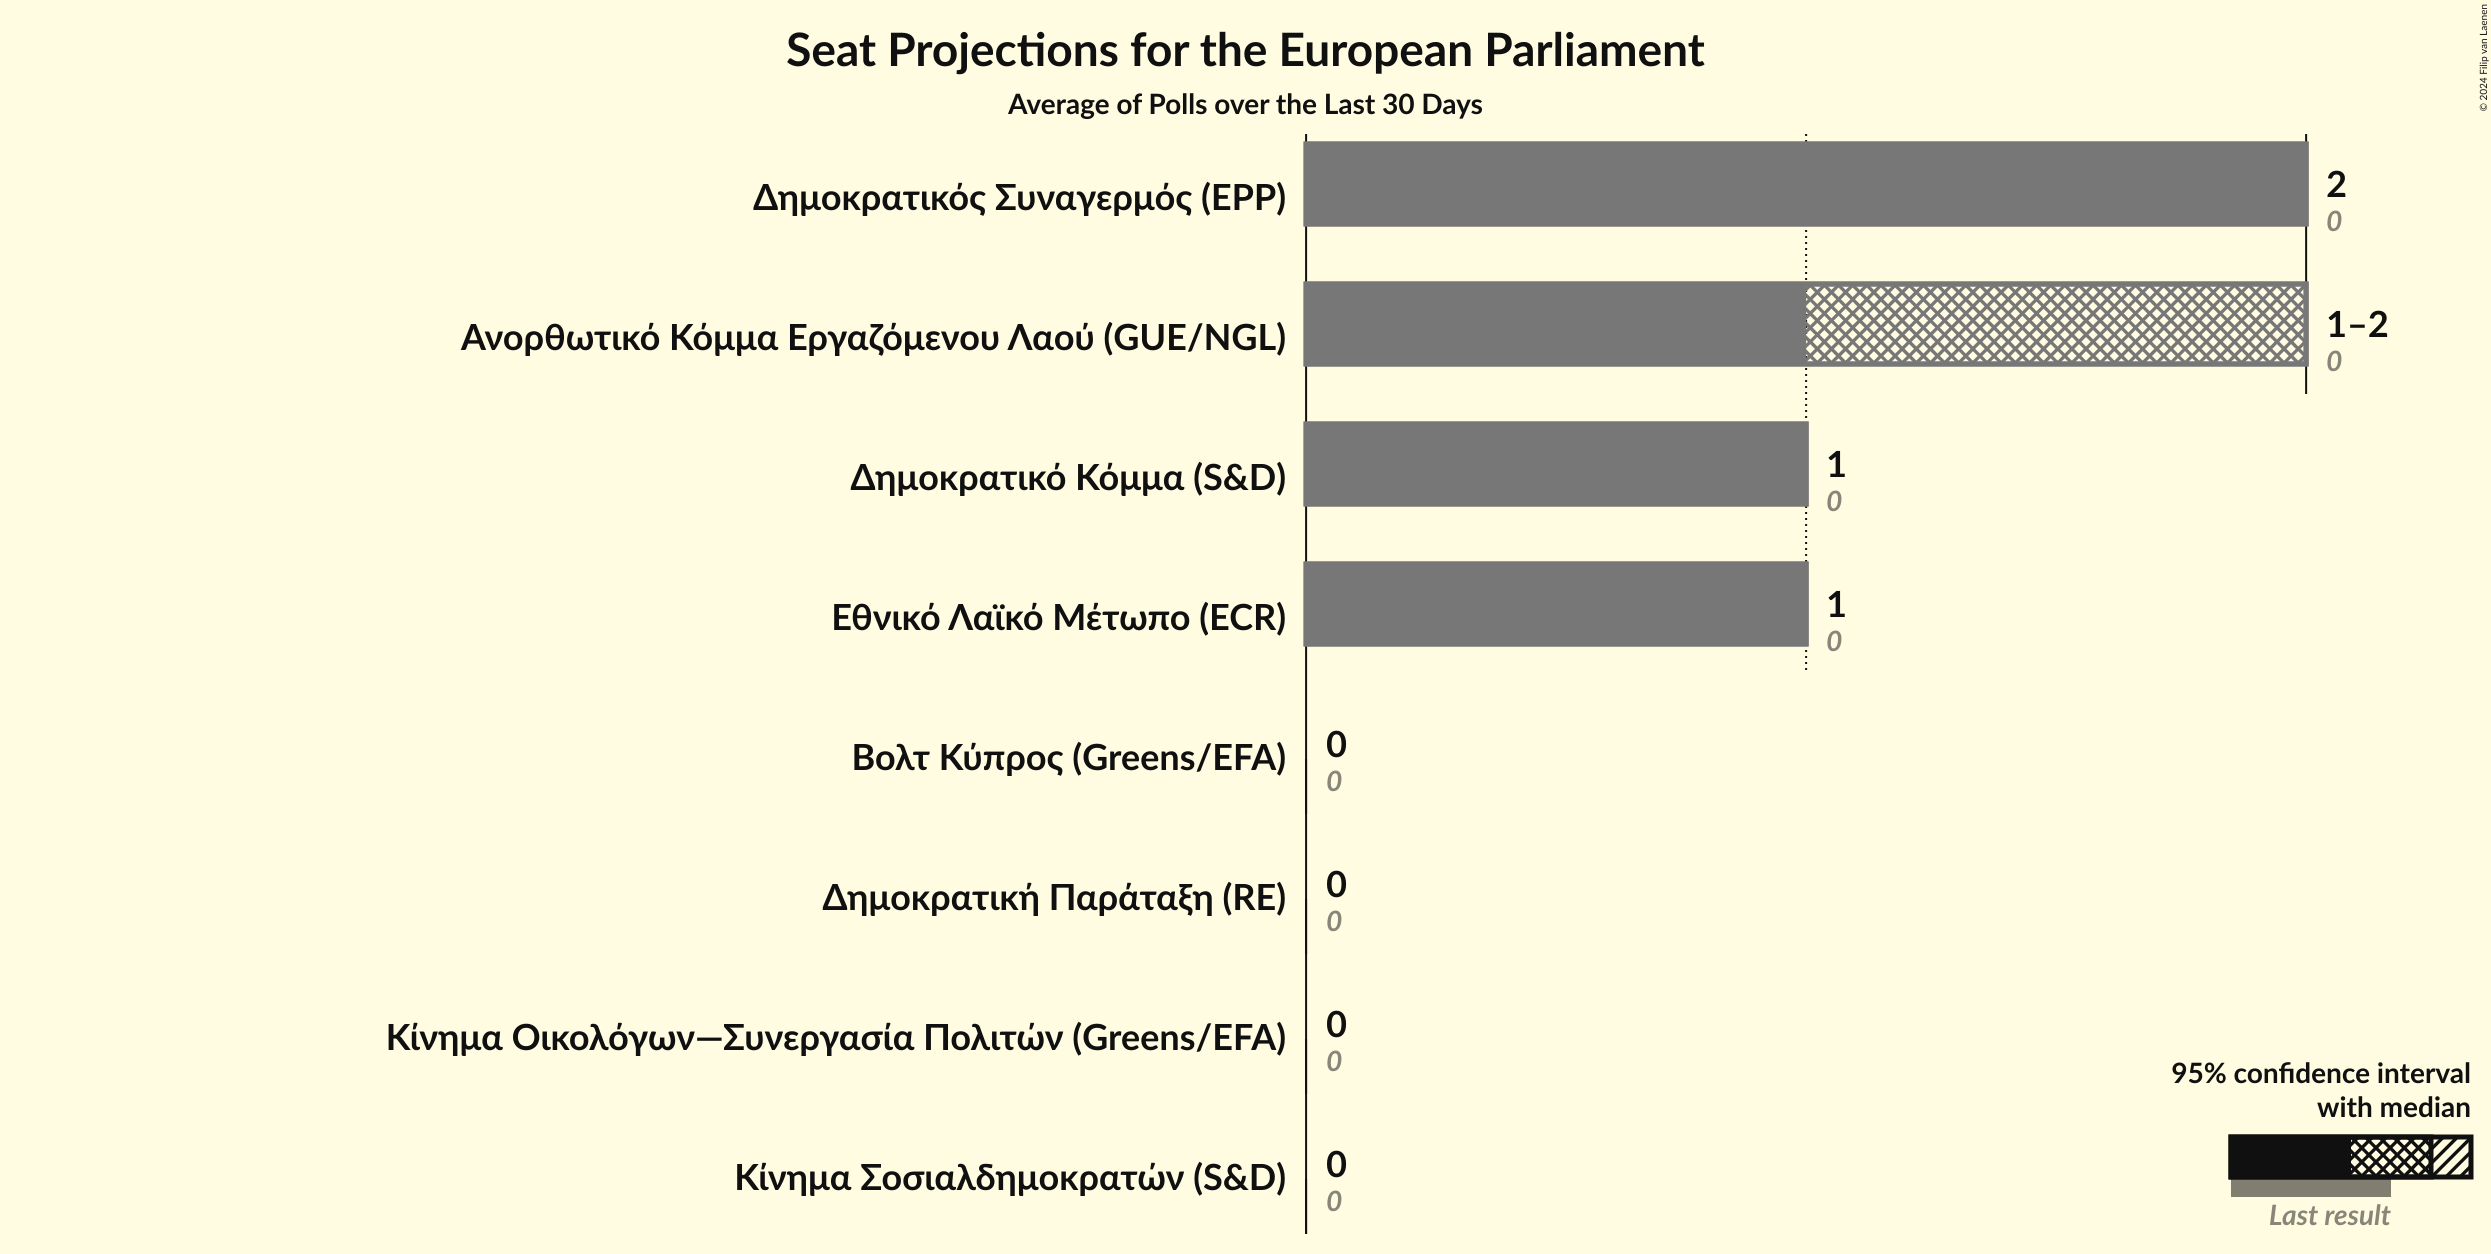 Seat Projections for the European Parliament
Average of Polls over the Last 30 Days
© 2024 Filip van Laenen
Δημοκρατικός Συναγερμός (EPP)
2
0
Ανορθωτικό Κόμμα Εργαζόμενου Λαού (GUE/NGL)
1–2
0
Δημοκρατικό Κόμμα (S&D)
1
0
Εθνικό Λαϊκό Μέτωπο (ECR)
1
0
Βολτ Κύπρος (Greens/EFA)
0
0
Δημοκρατική Παράταξη (RE)
0
0
Κίνημα Οικολόγων—Συνεργασία Πολιτών (Greens/EFA)
0
0
Κίνημα Σοσιαλδημοκρατών (S&D)
0
0
95% confidence interval
with median
Last result